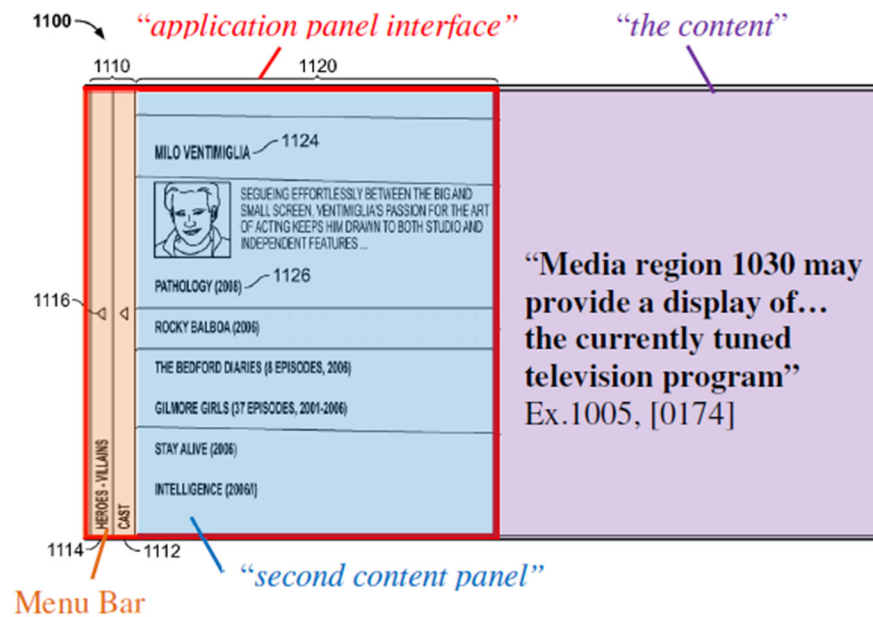 1100
"application panel interface"
"the content"
1110
1120
MILO VENTIMIGLIA
1124
SEGUEING EFFORTLESSLY BETWEEN THE BIG AND
SMALL SCREEN, VENTIMIGLIA'S PASSION FOR THE ART
OF ACTING KEEPS HIM DRAWN TO BOTH STUDIO AND
INDEPENDENT FEATURES ...
PATHOLOGY (2008)
1126
1116
ROCKY BALBOA (2006)
THE BEDFORD DIARIES (8 EPISODES, 2006)
GILMORE GIRLS (37 EPISODES, 2001-2006)
STAY ALIVE (2006)
INTELLIGENCE (2006/I)
HEROES - VILLAINS
CAST
"Media region 1030 may
provide a display of…
the currently tuned
television program"
Ex.1005, [0174]
1114
1112
"second content panel"
Menu Bar